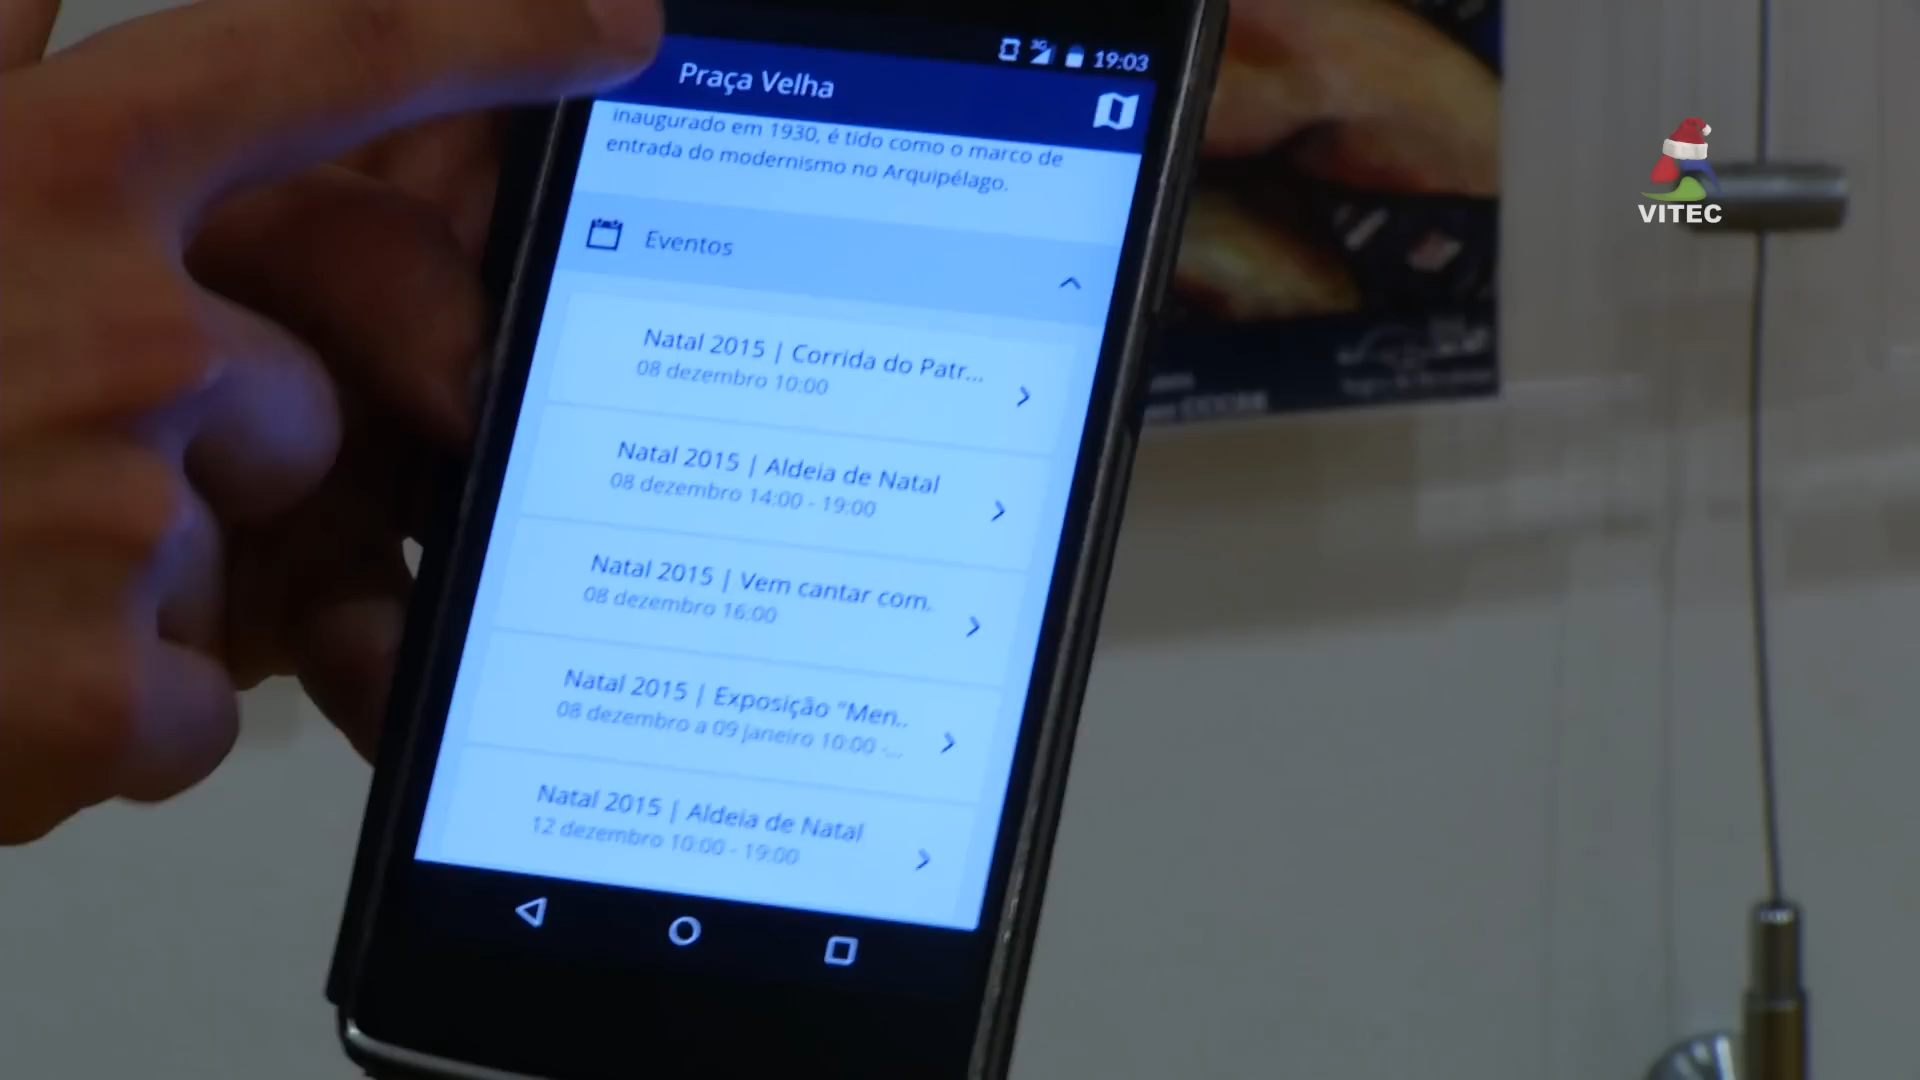 3G 19:03
Praça Velha
inaugurado em 1930, é tido como o marco de
entrada do modernismo no Arquipélago.
Eventos
Natal 2015 | Corrida do Patr...
08 dezembro 10:00
Natal 2015 | Aldeia de Natal
08 dezembro 14:00 - 19:00
Natal 2015 | Vem cantar com.
08 dezembro 16:00
Natal 2015 | Exposição "Men..
08 dezembro a 09 janeiro 10:00 -...
Natal 2015 | Aldeia de Natal
12 dezembro 10:00 - 19:00
VITEC